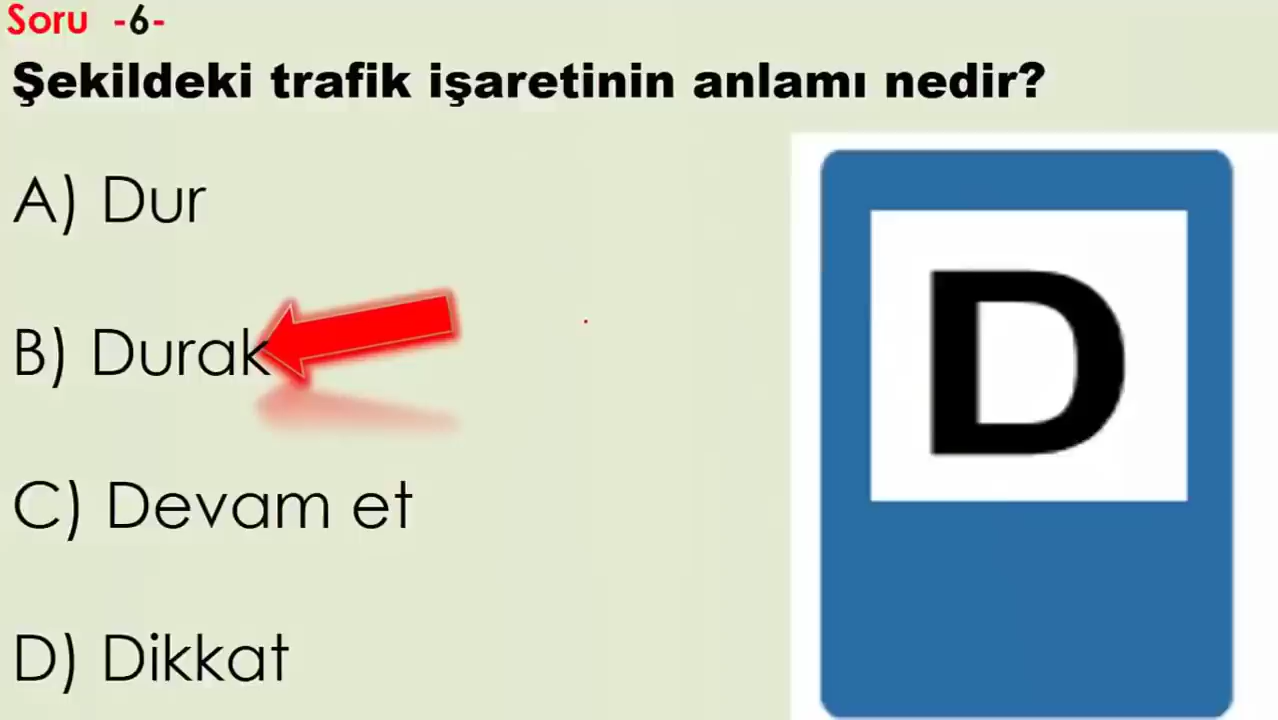 Soru -6-
Şekildeki trafik işaretinin anlamı nedir?
A) Dur
B) Durak
C) Devam et
D) Dikkat
D